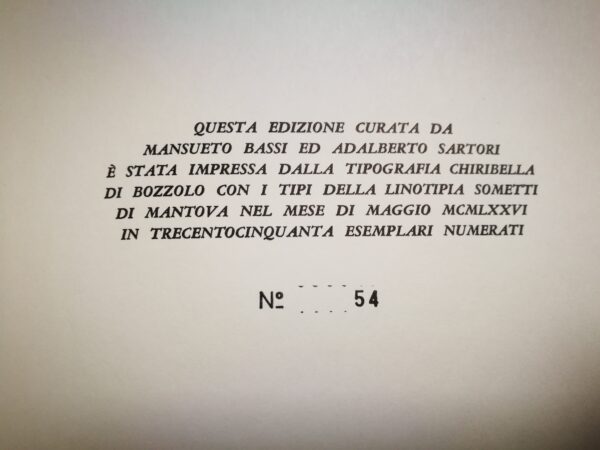 QUESTA EDIZIONE CURATA DA
MANSUETO BASSI ED ADALBERTO SARTORI
È STATA IMPRESSA DALLA TIPOGRAFIA CHIRIBELLA
DI BOZZOLO CON I TIPI DELLA LINOTIPIA SOMETTI
DI MANTOVA NEL MESE DI MAGGIO MCMLXXVI
IN TRECENTOCINQUANTA ESEMPLARI NUMERATI
Nº 54